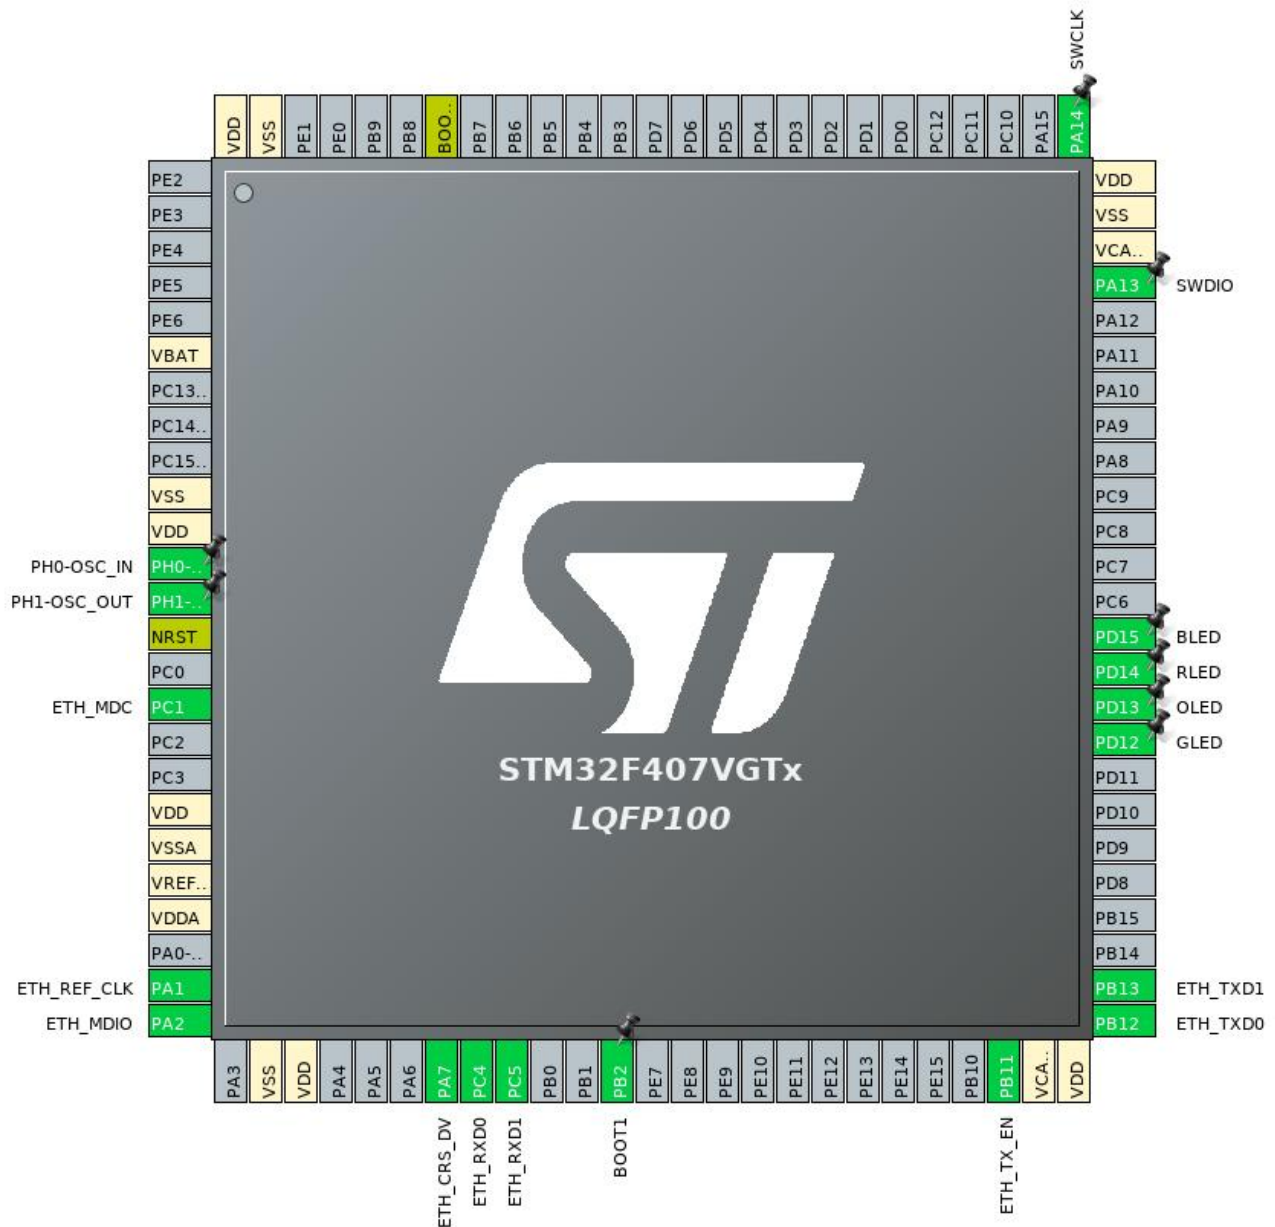 SWCLK
VDD
VSS
PE1
PE0
PB9
PB8
BOO..
PB7
PB6
PB5
PB4
PB3
PD7
PD6
PD5
PD4
PD3
PD2
PD1
PD0
PC12
PC11
PC10
PA15
PA14
PE2
PE3
PE4
PE5
PE6
VBAT
PC13..
PC14..
PC15..
VSS
VDD
PH0-OSC_IN PH0-..
PH1-OSC_OUT PH1-..
NRST
PC0
ETH_MDC PC1
PC2
PC3
VDD
VSSA
VREF..
VDDA
PA0-..
ETH_REF_CLK PA1
ETH_MDIO PA2
ST
STM32F407VGTx
LQFP100
VDD
VSS
VCA..
PA13 SWDIO
PA12
PA11
PA10
PA9
PA8
PC9
PC8
PC7
PC6
PD15 BLED
PD14 RLED
PD13 OLED
PD12 GLED
PD11
PD10
PD9
PD8
PB15
PB14
PB13 ETH_TXD1
PB12 ETH_TXD0
PA3
VSS
VDD
PA4
PA5
PA6
PA7
PC4
PC5
PB0
PB1
PB2
PE7
PE8
PE9
PE10
PE11
PE12
PE13
PE14
PE15
PB10
PB11
VCA..
VDD
ETH_CRS_DV
ETH_RXD0
ETH_RXD1
BOOT1
ETH_TX_EN